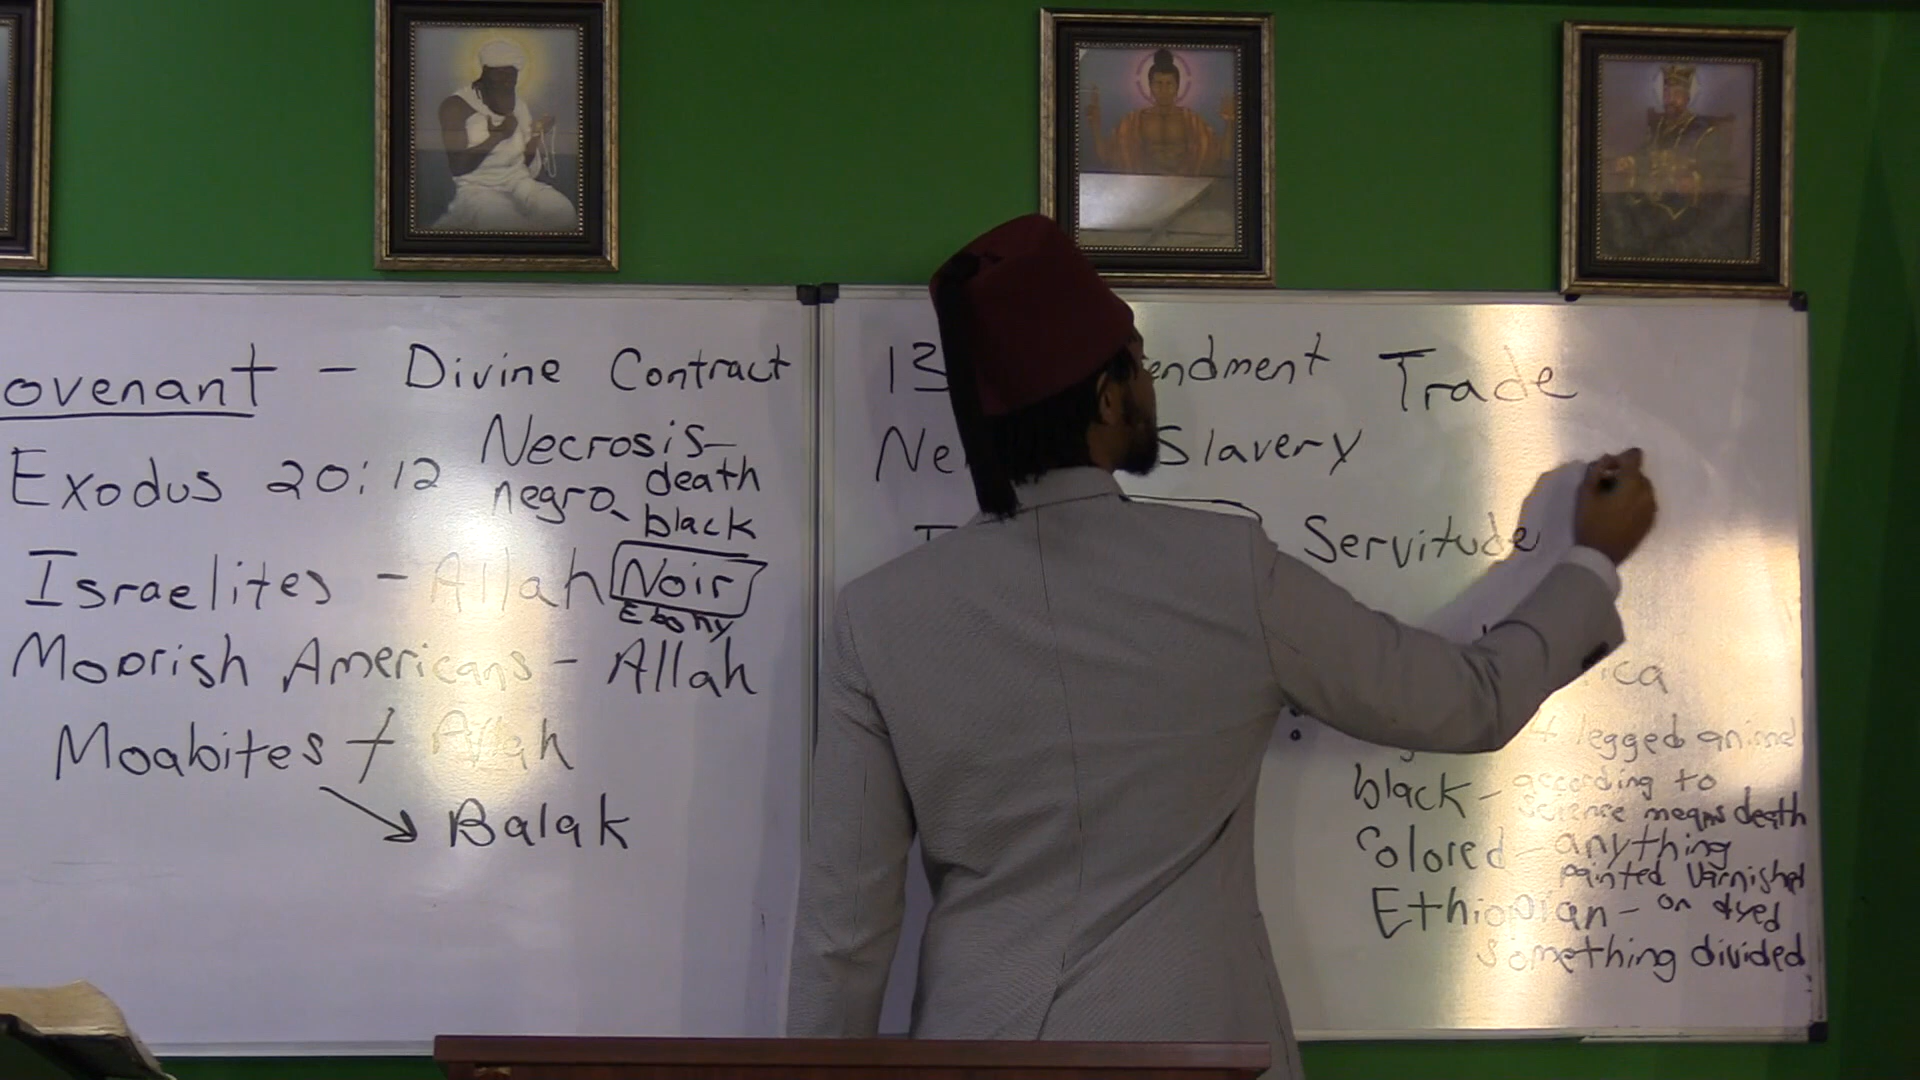 ovenant - Divine Contract
Exodus 20:12
Necrosis-
death
negro-
black
Israelites - Allah
Noir
Ebony
Moorish Americans - Allah
Moabites + Allah
Balak
13 endment Trade
Ne Slavery
Servitude
ica
4 legged animal
black - according to
science means death
Colored - anything
painted varnished
Ethiopian - or dyed
something divided